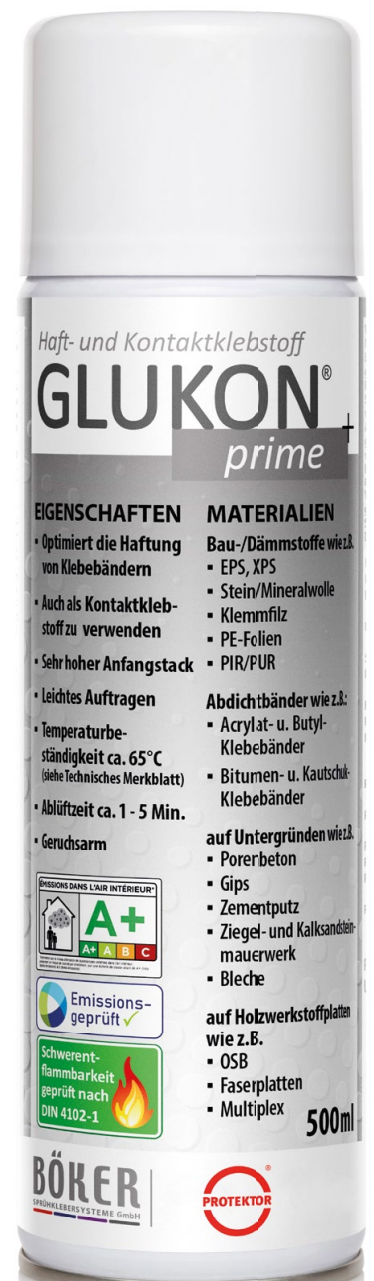 Haft- und Kontaktklebstoff
GLUKON®
prime +
EIGENSCHAFTEN
▪ Optimiert die Haftung
von Klebebändern
▪ Auch als Kontaktkleb-
stoff zu verwenden
▪ Sehr hoher Anfangstack
▪ Leichtes Auftragen
▪ Temperaturbe-
ständigkeit ca. 65°C
(siehe Technisches Merkblatt)
▪ Ablüftzeit ca. 1 - 5 Min.
▪ Geruchsarm
ÉMISSIONS DANS L'AIR INTÉRIEUR*
A+
A+ A B C
Emissions-
geprüft
Schwerent-
flammbarkeit
geprüft nach
DIN 4102-1
MATERIALIEN
Bau-/Dämmstoffe wie z.B.
▪ EPS, XPS
▪ Stein/Mineralwolle
▪ Klemmfilz
▪ PE-Folien
▪ PIR/PUR
Abdichtbänder wie z.B.:
▪ Acrylat- u. Butyl-
Klebebänder
▪ Bitumen- u. Kautschuk-
Klebebänder
auf Untergründen wie z.B.
▪ Porenbeton
▪ Gips
▪ Zementputz
▪ Ziegel- und Kalksandstein-
mauerwerk
▪ Bleche
auf Holzwerkstoffplatten
wie z.B.
▪ OSB
▪ Faserplatten
▪ Multiplex
500ml
BÖKER
SPRÜHKLEBERSYSTEME GmbH
PROTEKTOR®